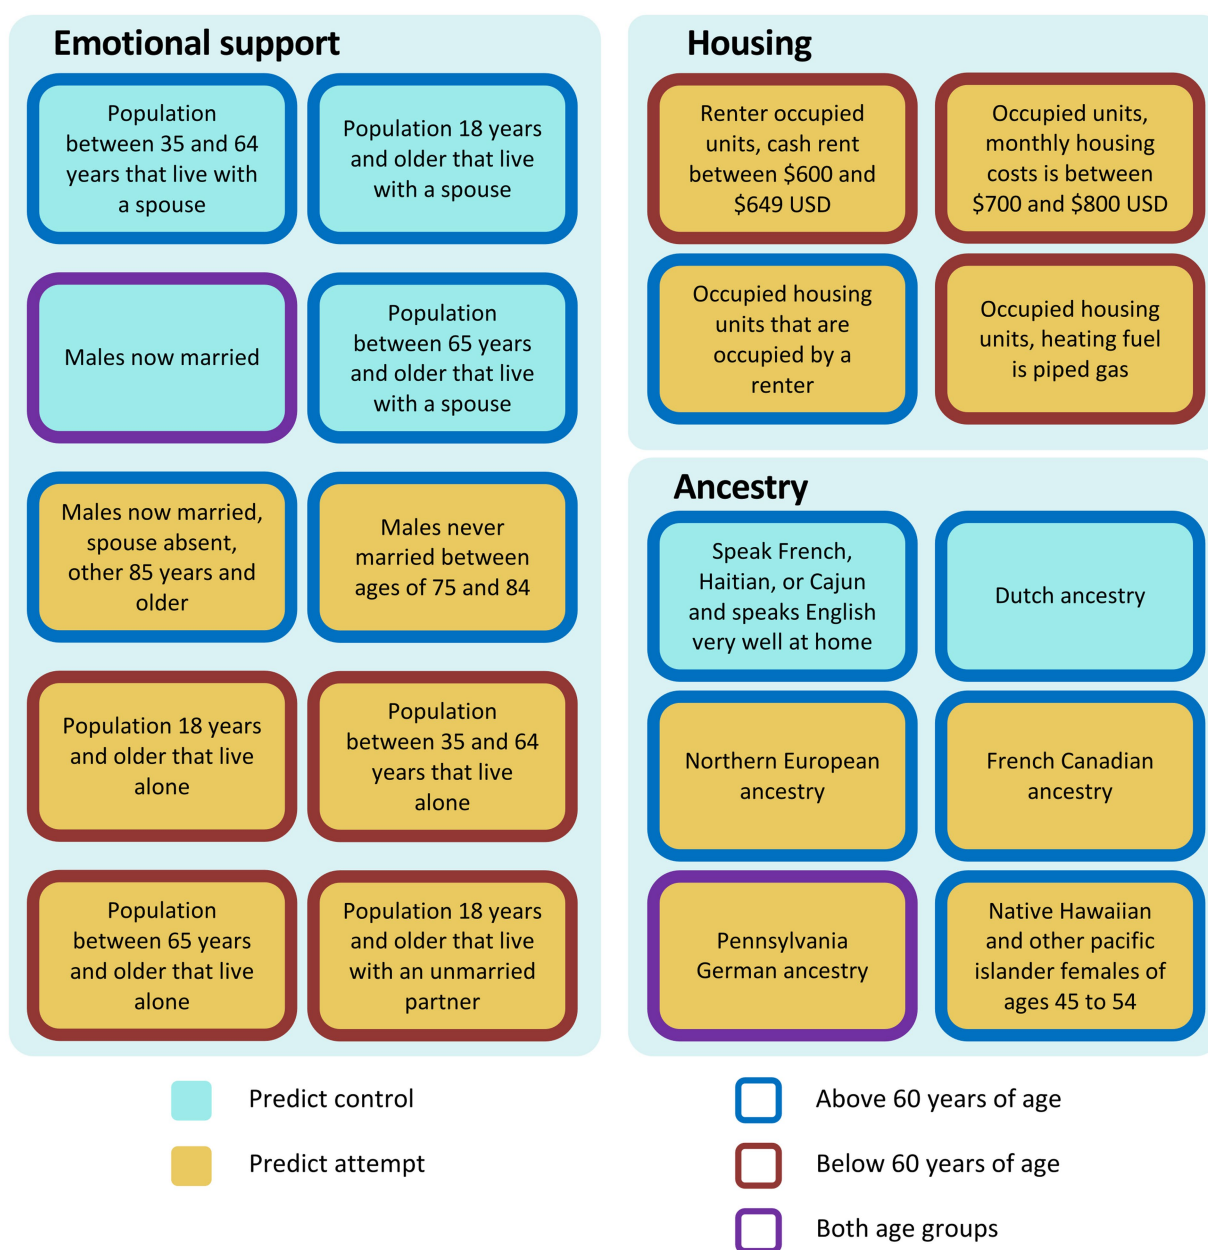 Emotional support
Population
between 35 and 64
years that live with
a spouse
Population 18 years
and older that live
with a spouse
Males now married
Population
between 65 years
and older that live
with a spouse
Males now married,
spouse absent,
other 85 years and
older
Males never
married between
ages of 75 and 84
Population 18 years
and older that live
alone
Population
between 35 and 64
years that live
alone
Population
between 65 years
and older that live
alone
Population 18 years
and older that live
with an unmarried
partner
Housing
Renter occupied
units, cash rent
between $600 and
$649 USD
Occupied units,
monthly housing
costs is between
$700 and $800 USD
Occupied housing
units that are
occupied by a
renter
Occupied housing
units, heating fuel
is piped gas
Ancestry
Speak French,
Haitian, or Cajun
and speaks English
very well at home
Dutch ancestry
Northern European
ancestry
French Canadian
ancestry
Pennsylvania
German ancestry
Native Hawaiian
and other pacific
islander females of
ages 45 to 54
Predict control
Predict attempt
Above 60 years of age
Below 60 years of age
Both age groups